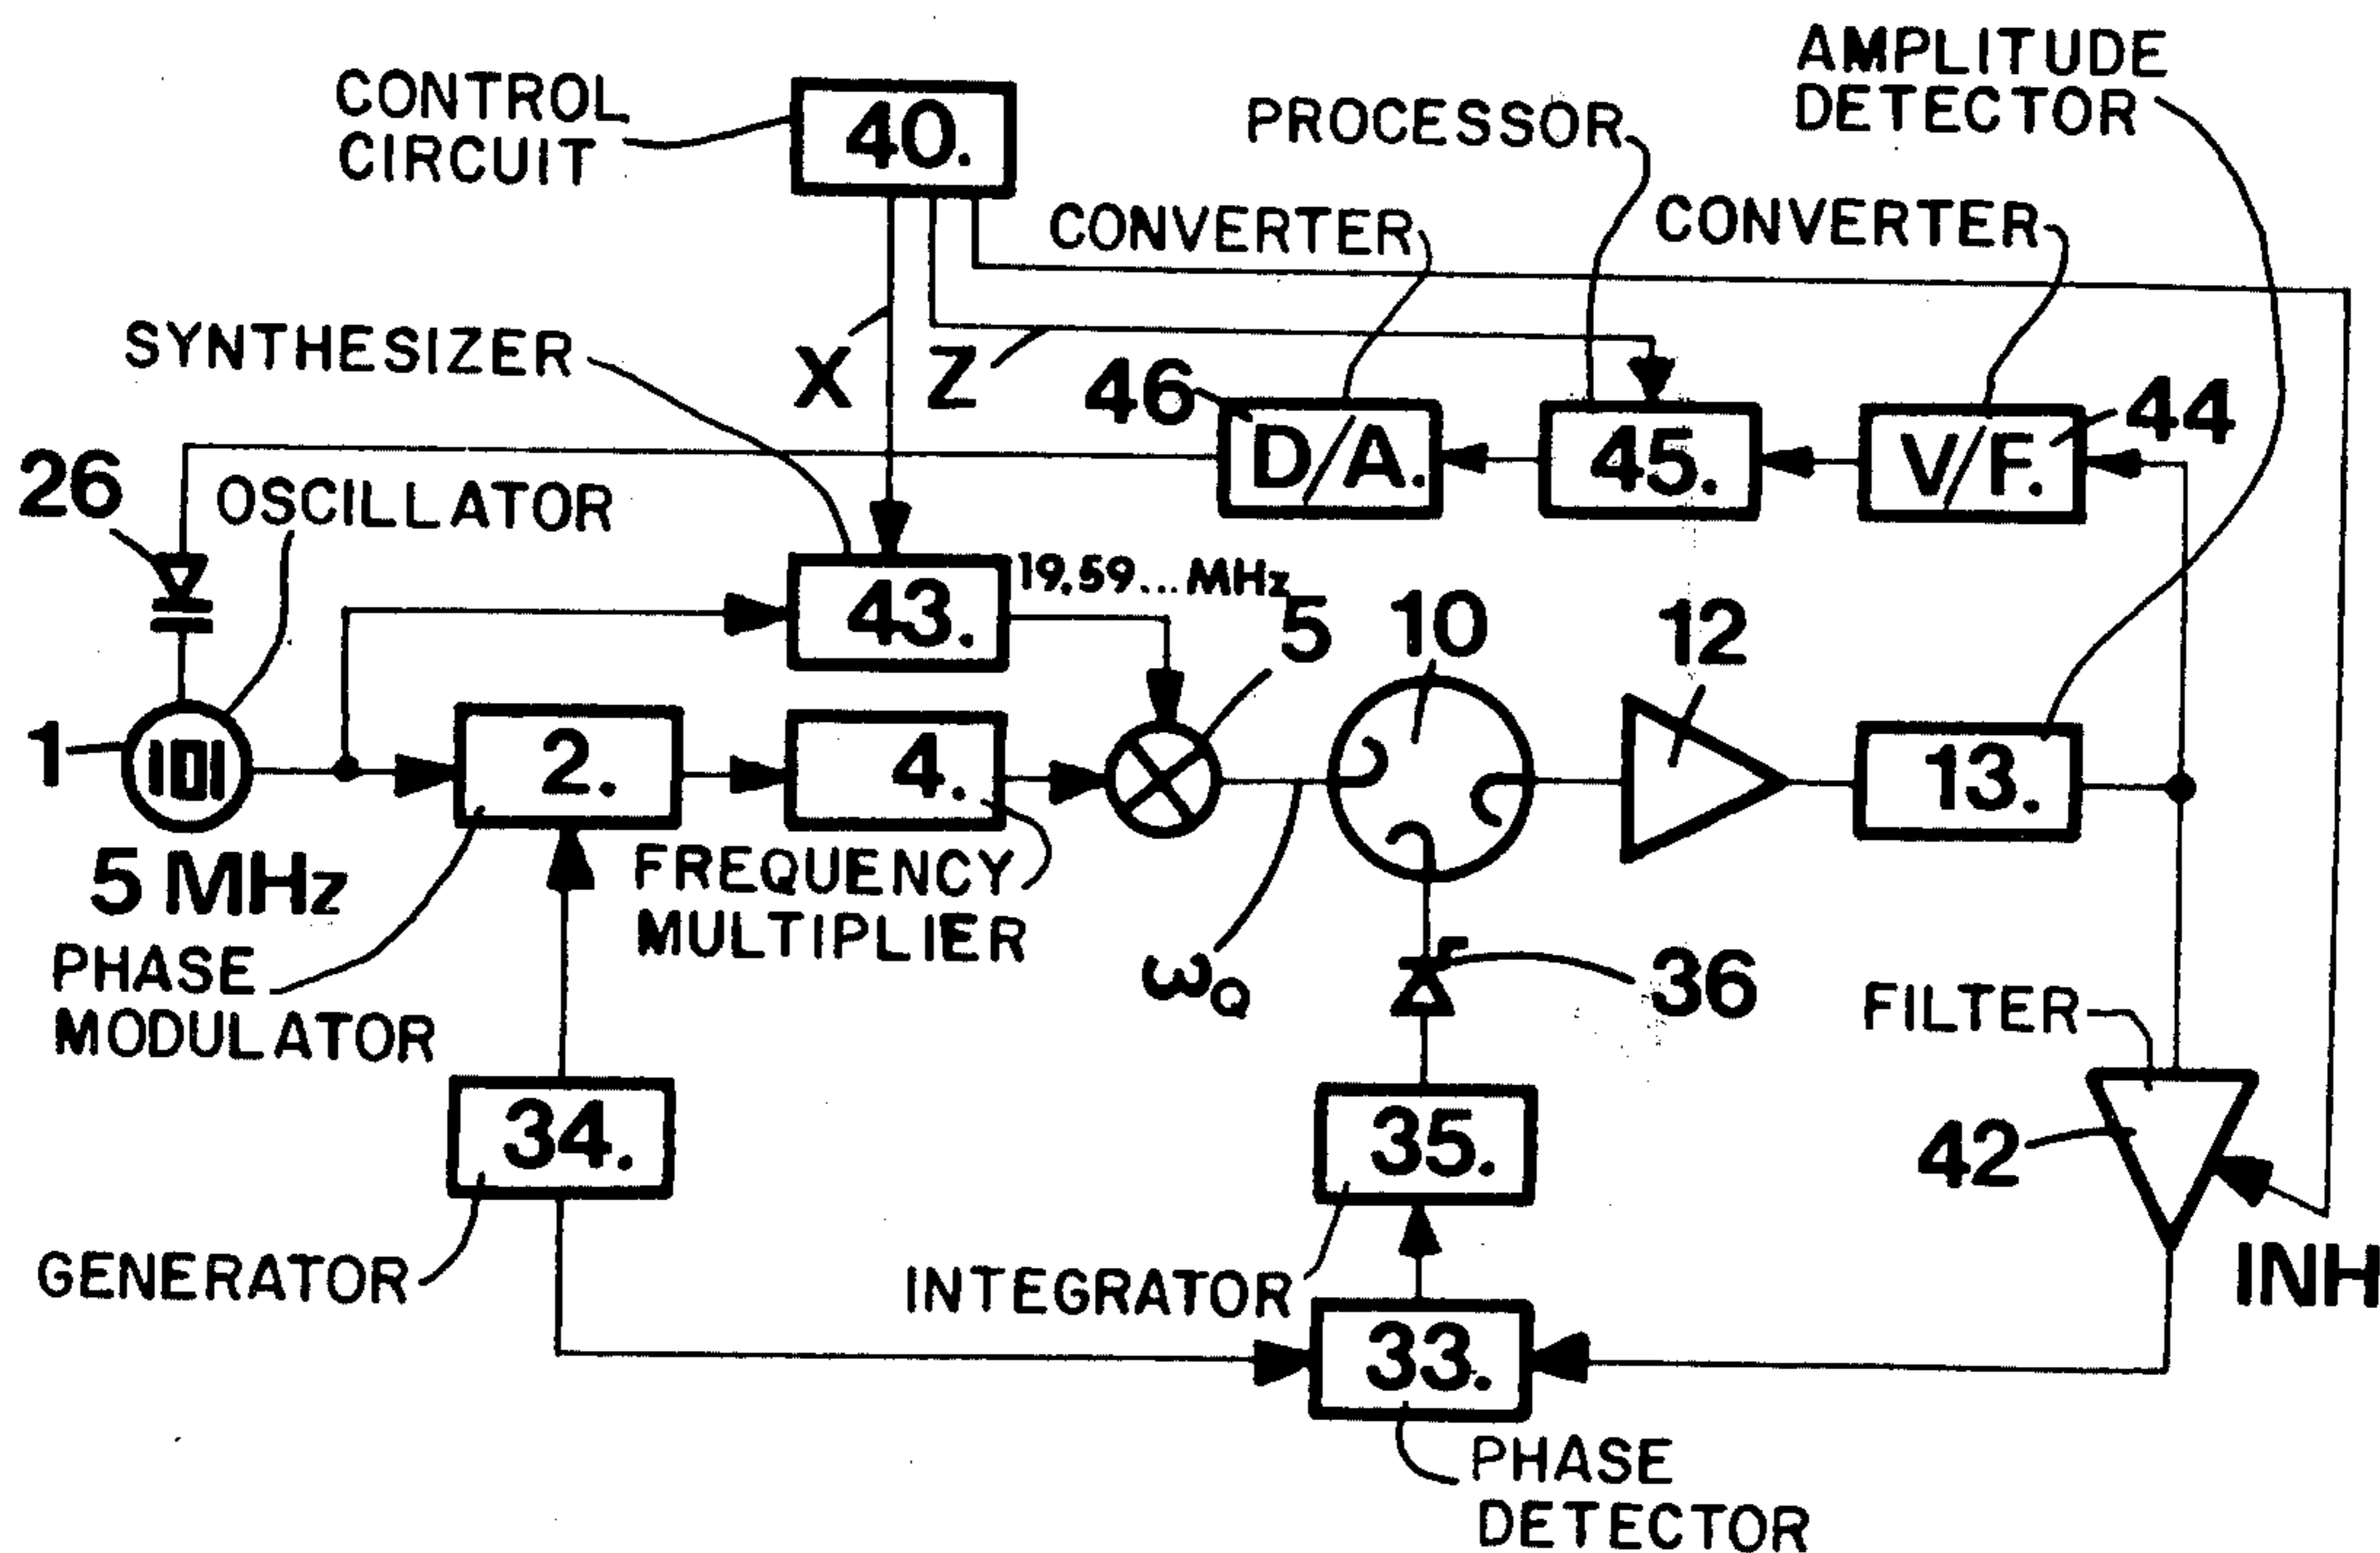 AMPLITUDE
DETECTOR
CONTROL
CIRCUIT
40.
PROCESSOR
CONVERTER
CONVERTER
SYNTHESIZER
X
Z
46
D/A.
45.
V/F.
44
26
OSCILLATOR
43.
19,59...MHz
5
10
12
1
2.
4.
13.
5 MHz
FREQUENCY
MULTIPLIER
PHASE
MODULATOR
ωQ
36
FILTER
34.
35.
42
GENERATOR
INTEGRATOR
INH
33.
PHASE
DETECTOR